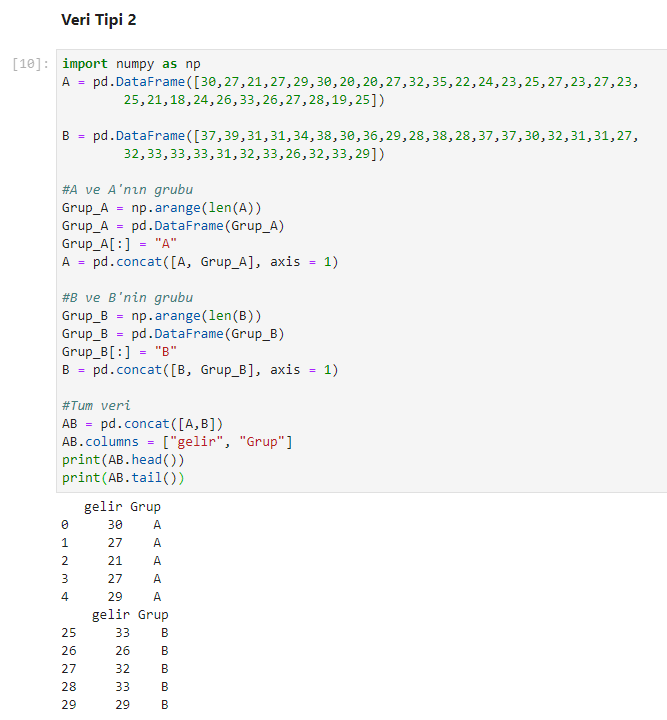 Veri Tipi 2
[10]: import numpy as np
A = pd.DataFrame([30,27,21,27,29,30,20,20,27,32,35,22,24,23,25,27,23,27,23,
25,21,18,24,26,33,26,27,28,19,25])
B = pd.DataFrame([37,39,31,31,34,38,30,36,29,28,38,28,37,37,30,32,31,31,27,
32,33,33,33,31,32,33,26,32,33,29])
#A ve A'nın grubu
Grup_A = np.arange(len(A))
Grup_A = pd.DataFrame(Grup_A)
Grup_A[:] = "A"
A = pd.concat([A, Grup_A], axis = 1)
#B ve B'nin grubu
Grup_B = np.arange(len(B))
Grup_B = pd.DataFrame(Grup_B)
Grup_B[:] = "B"
B = pd.concat([B, Grup_B], axis = 1)
#Tum veri
AB = pd.concat([A,B])
AB.columns = ["gelir", "Grup"]
print(AB.head())
print(AB.tail())
gelir Grup
0 30 A
1 27 A
2 21 A
3 27 A
4 29 A
gelir Grup
25 33 B
26 26 B
27 32 B
28 33 B
29 29 B